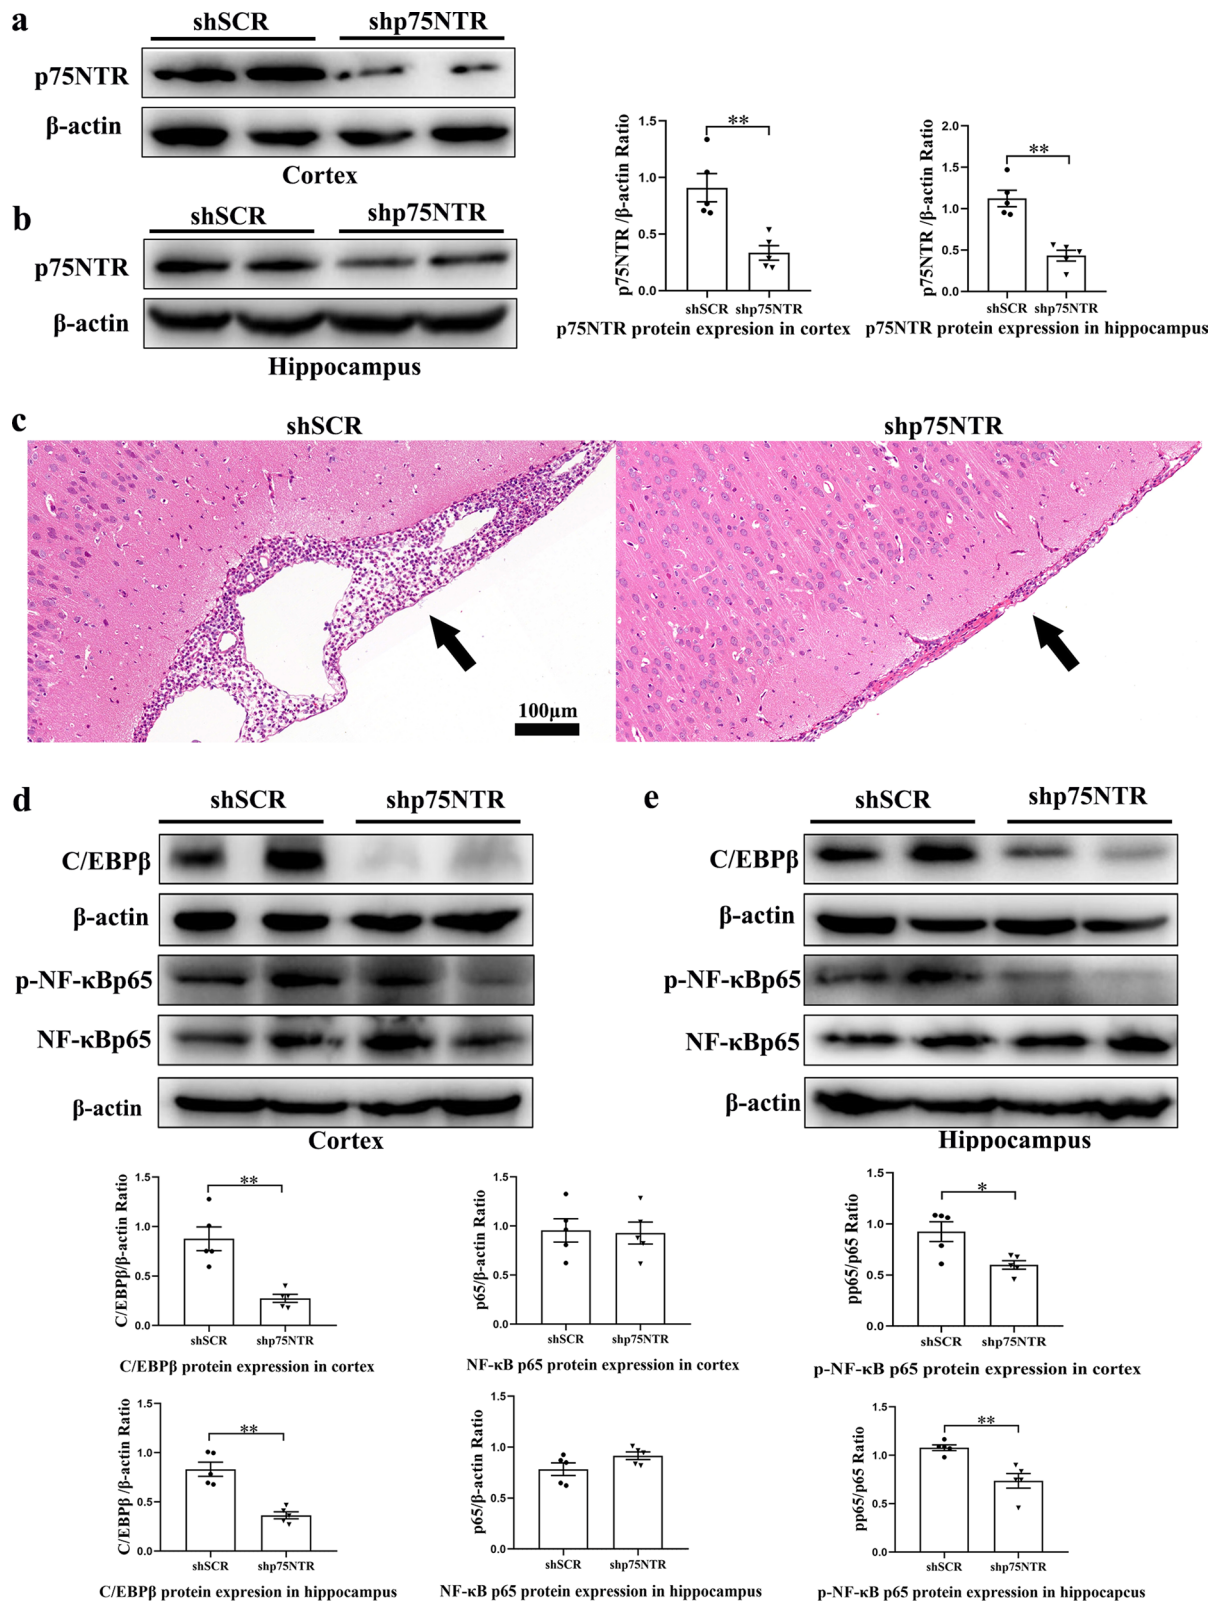 a
shSCR shp75NTR
p75NTR
β-actin
Cortex
b
shSCR shp75NTR
p75NTR
β-actin
Hippocampus
p75NTR /β-actin Ratio
1.5
1.0
0.5
0.0
**
shSCR shp75NTR
p75NTR protein expresion in cortex
p75NTR /β-actin Ratio
2.0
1.5
1.0
0.5
0.0
**
shSCR shp75NTR
p75NTR protein expresion in hippocampus
c
shSCR shp75NTR
100μm
d
shSCR shp75NTR
C/EBPβ
β-actin
p-NF-κBp65
NF-κBp65
β-actin
Cortex
e
shSCR shp75NTR
C/EBPβ
β-actin
p-NF-κBp65
NF-κBp65
β-actin
Hippocampus
C/EBPβ/β-actin Ratio
1.5
1.0
0.5
0.0
**
shSCR shp75NTR
C/EBPβ protein expression in cortex
p65/β-actin Ratio
1.5
1.0
0.5
0.0
shSCR shp75NTR
NF-κB p65 protein expression in cortex
pp65/p65 Ratio
1.5
1.0
0.5
0.0
*
shSCR shp75NTR
p-NF-κB p65 protein expression in cortex
C/EBPβ /β-actin Ratio
1.5
1.0
0.5
0.0
**
shSCR shp75NTR
C/EBPβ protein expresion in hippocampus
p65/β-actin Ratio
1.5
1.0
0.5
0.0
shSCR shp75NTR
NF-κB p65 protein expression in hippocampus
pp65/p65 Ratio
1.5
1.0
0.5
0.0
**
shSCR shp75NTR
p-NF-κB p65 protein expression in hippocapcus